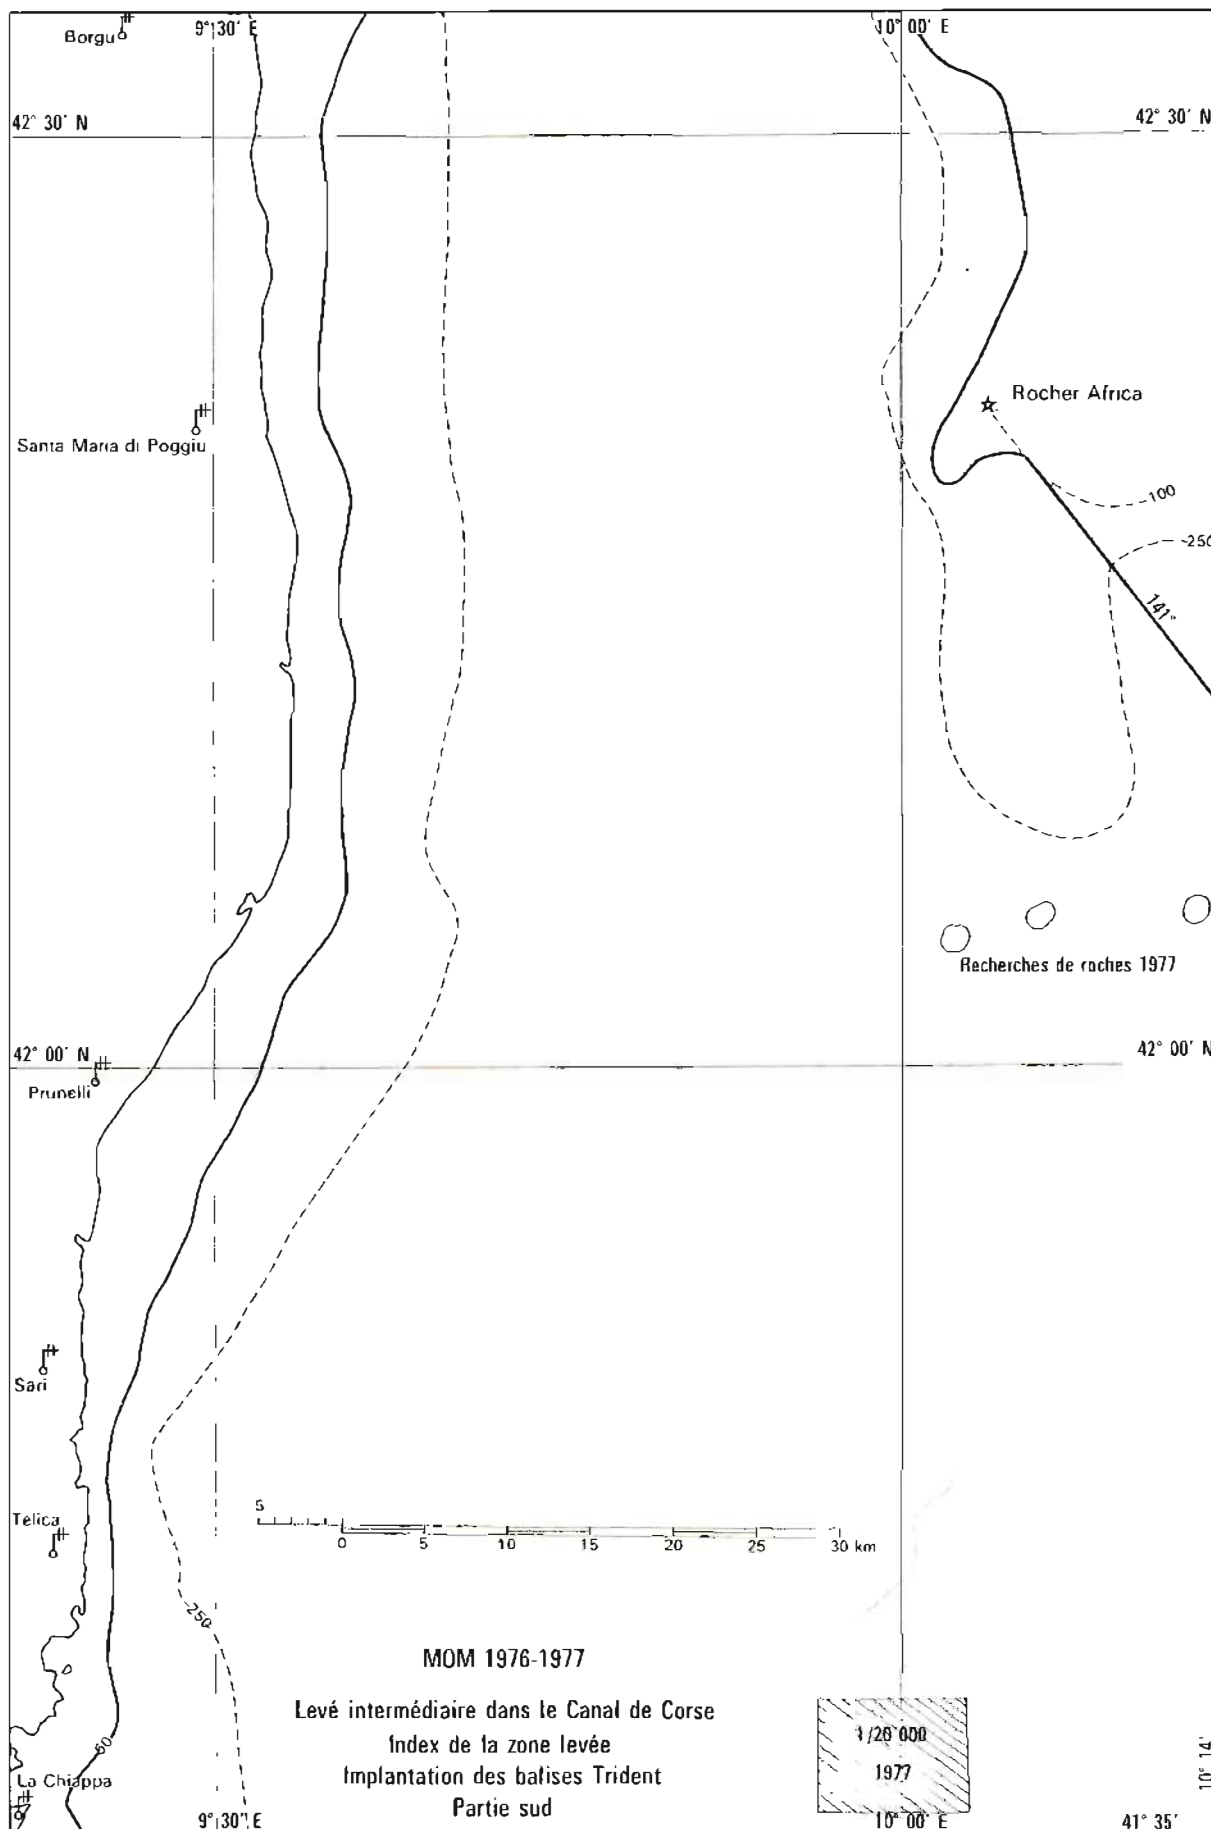 Borgu
9° 30' E
10° 00' E
42° 30' N
42° 30' N
Rocher Africa
Santa Maria di Poggiu
100
-250
141°
Recherches de roches 1977
42° 00' N
42° 00' N
Prunelli
Sari
Telica
5
0 5 10 15 20 25 30 km
-250
MOM 1976-1977
Levé intermédiaire dans le Canal de Corse
Index de la zone levée
Implantation des balises Trident
Partie sud
1/20 000
1977
50
La Chiappa
10° 14'
9° 30' E
10° 00' E
41° 35'